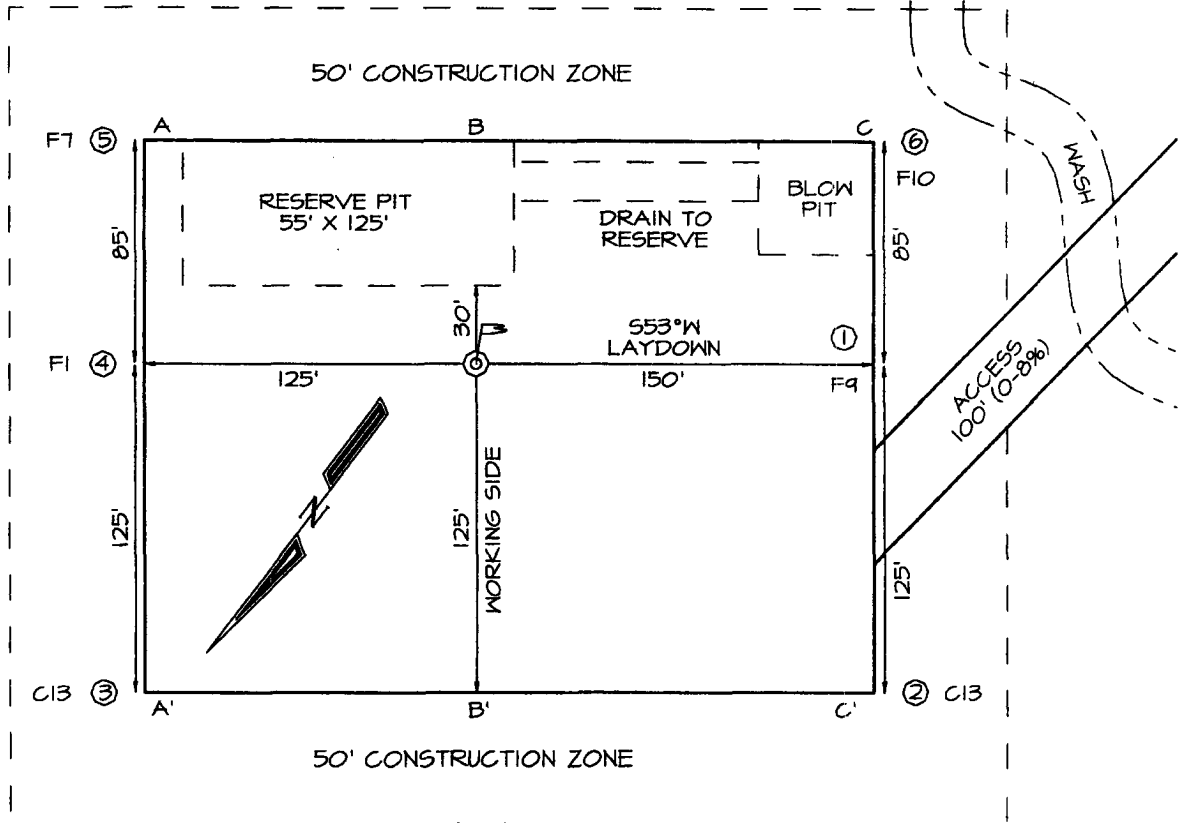 50' CONSTRUCTION ZONE
A
B
C
F7 ⑤
⑥
F10
WASH
RESERVE PIT
55' X 125'
DRAIN TO
RESERVE
BLOW
PIT
85'
85'
30'
S53°W
LAYDOWN
①
F1 ④
125'
150'
F9
ACCESS
100' (0-8%)
N
125'
125'
WORKING SIDE
125'
C13 ③
② C13
A'
B'
C'
50' CONSTRUCTION ZONE